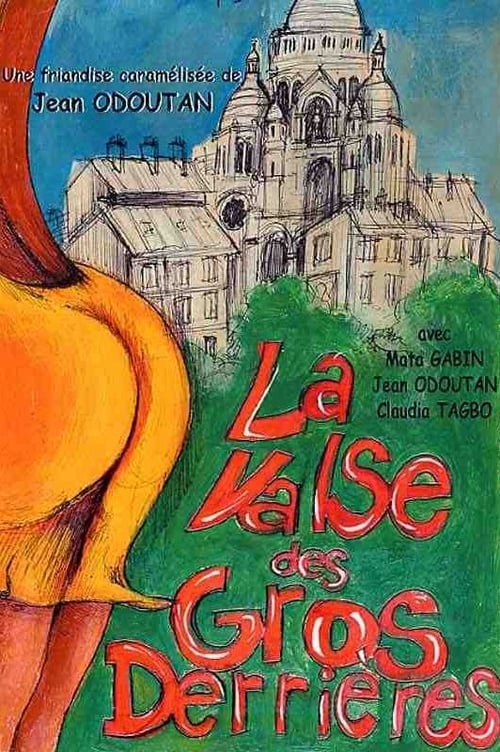 Une friandise caramélisée de
Jean ODOUTAN
avec
Mata GABIN
Jean ODOUTAN
Claudia TAGBO
La
Valse
des
Gros
Derrières